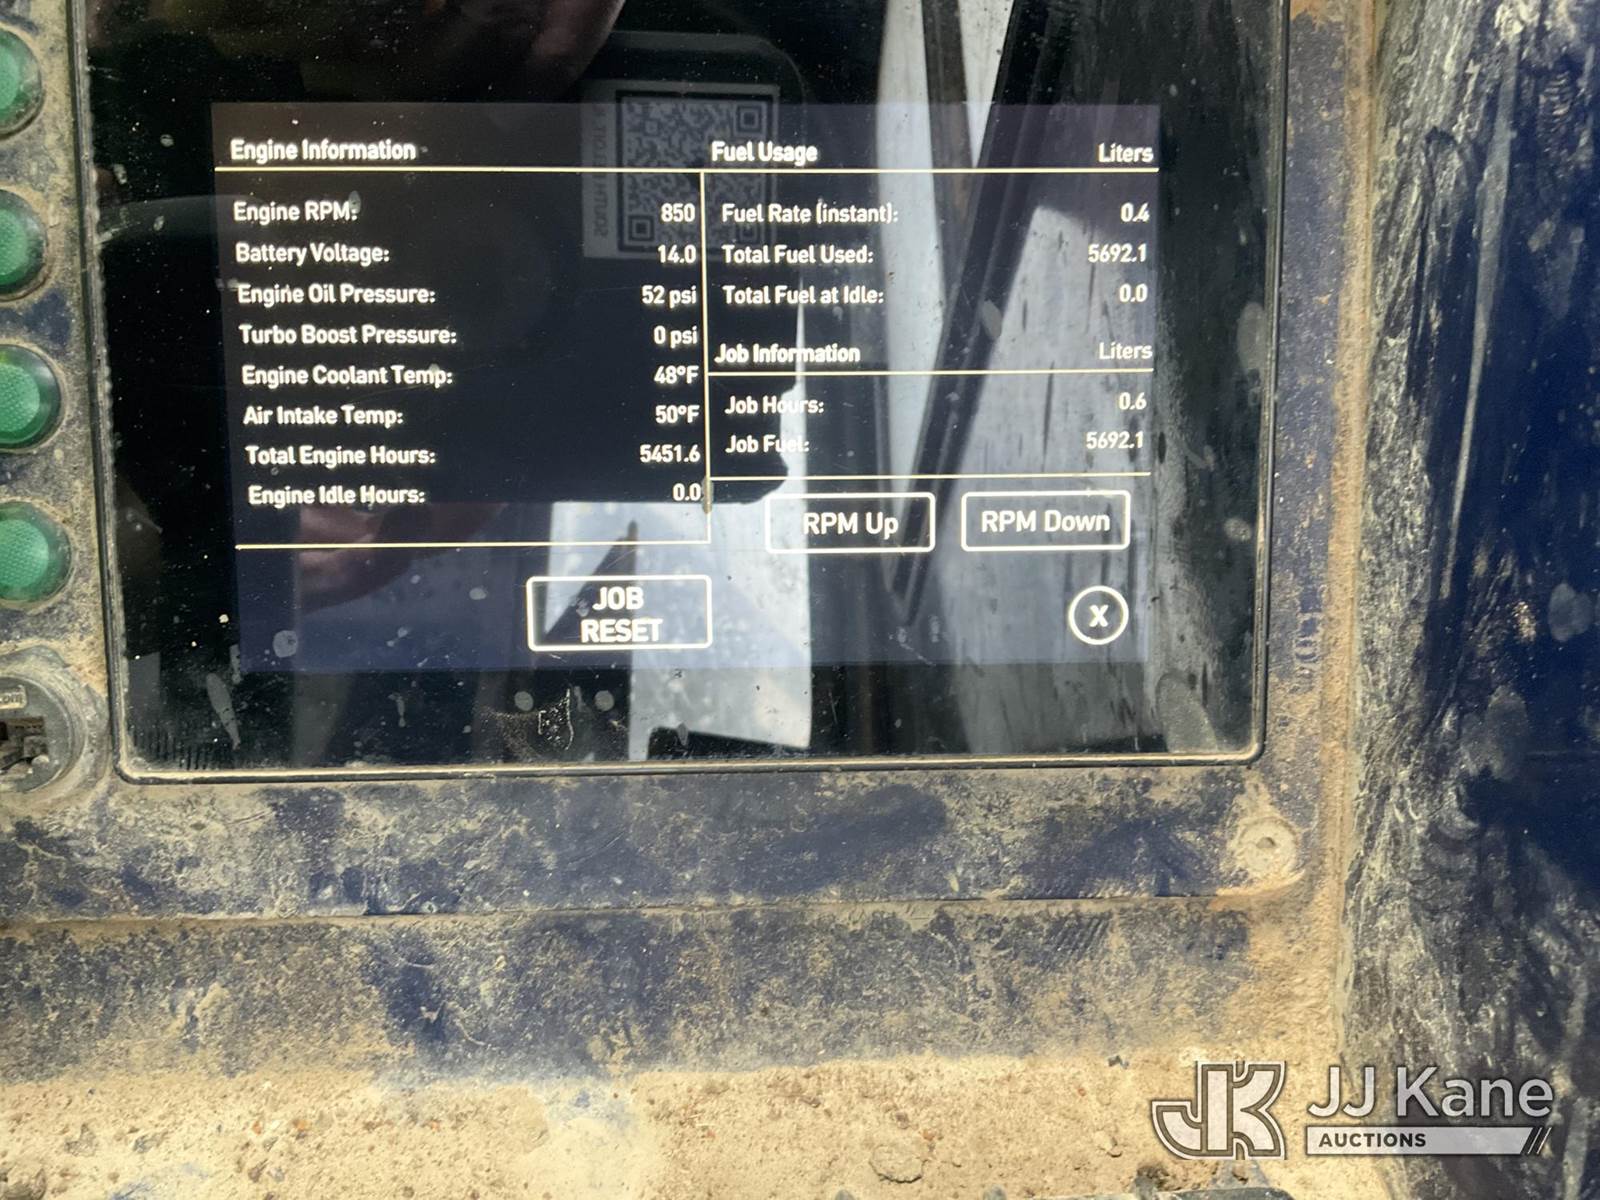 Engine Information
Engine RPM: 850
Battery Voltage: 14.0
Engine Oil Pressure: 52 psi
Turbo Boost Pressure: 0 psi
Engine Coolant Temp: 48°F
Air Intake Temp: 50°F
Total Engine Hours: 5451.6
Engine Idle Hours: 0.0
Fuel Usage Liters
Fuel Rate (instant): 0.4
Total Fuel Used: 5692.1
Total Fuel at Idle: 0.0
Job Information Liters
Job Hours: 0.6
Job Fuel: 5692.1
RPM Up RPM Down
JOB
RESET
X
.com
JK JJ Kane
AUCTIONS